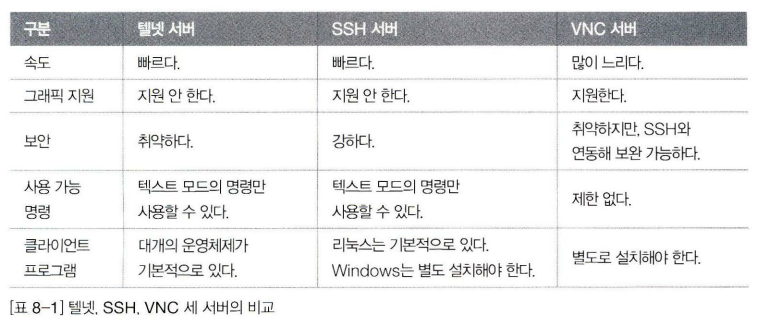 구분 텔넷 서버 SSH 서버 VNC 서버
속도 빠르다. 빠르다. 많이 느리다.
그래픽 지원 지원 안 한다. 지원 안 한다. 지원한다.
보안 취약하다. 강하다. 취약하지만, SSH와
연동해 보완 가능하다.
사용 가능
명령 텍스트 모드의 명령만
사용할 수 있다. 텍스트 모드의 명령만
사용할 수 있다. 제한 없다.
클라이언트
프로그램 대개의 운영체제가
기본적으로 있다. 리눅스는 기본적으로 있다.
Windows는 별도 설치해야 한다. 별도로 설치해야 한다.
[표 8-1] 텔넷, SSH, VNC 세 서버의 비교